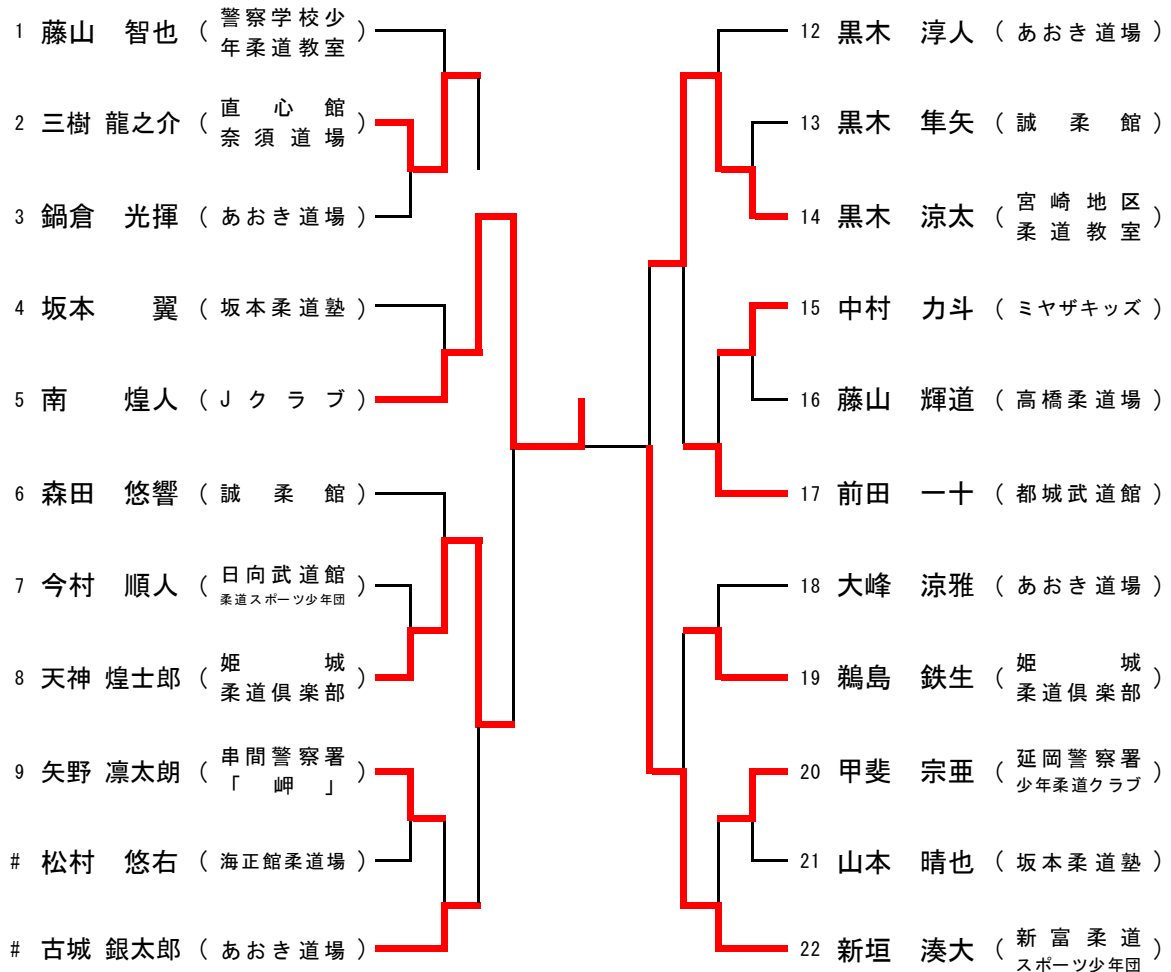 1 藤山 智也 ( 警察学校少
年柔道教室 )
2 三樹 龍之介 ( 直心館
奈須道場 )
3 鍋倉 光揮 ( あおき道場 )
4 坂本 翼 ( 坂本柔道塾 )
5 南 煌人 ( Jクラブ )
6 森田 悠響 ( 誠柔館 )
7 今村 順人 ( 日向武道館
柔道スポーツ少年団 )
8 天神 煌士郎 ( 姫城
柔道倶楽部 )
9 矢野 凛太朗 ( 串間警察署
「岬」 )
# 松村 悠右 ( 海正館柔道場 )
# 古城 銀太郎 ( あおき道場 )
12 黒木 淳人 ( あおき道場 )
13 黒木 隼矢 ( 誠柔館 )
14 黒木 涼太 ( 宮崎地区
柔道教室 )
15 中村 力斗 ( ミヤザキッズ )
16 藤山 輝道 ( 高橋柔道場 )
17 前田 一十 ( 都城武道館 )
18 大峰 涼雅 ( あおき道場 )
19 鵜島 鉄生 ( 姫城
柔道倶楽部 )
20 甲斐 宗亜 ( 延岡警察署
少年柔道クラブ )
21 山本 晴也 ( 坂本柔道塾 )
22 新垣 湊大 ( 新富柔道
スポーツ少年団 )